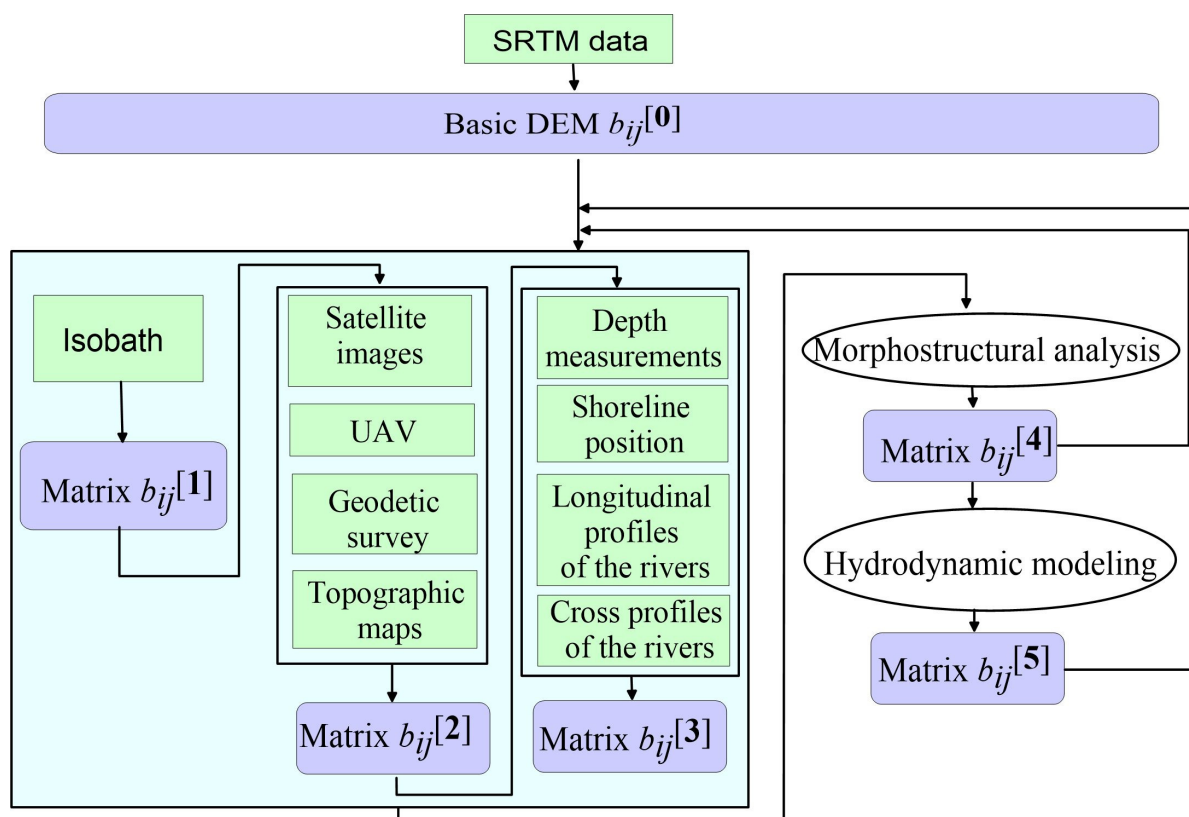 SRTM data
Basic DEM bij[0]
Isobath
Matrix bij[1]
Satellite
images
UAV
Geodetic
survey
Topographic
maps
Matrix bij[2]
Depth
measurements
Shoreline
position
Longitudinal
profiles
of the rivers
Cross profiles
of the rivers
Matrix bij[3]
Morphostructural analysis
Matrix bij[4]
Hydrodynamic modeling
Matrix bij[5]